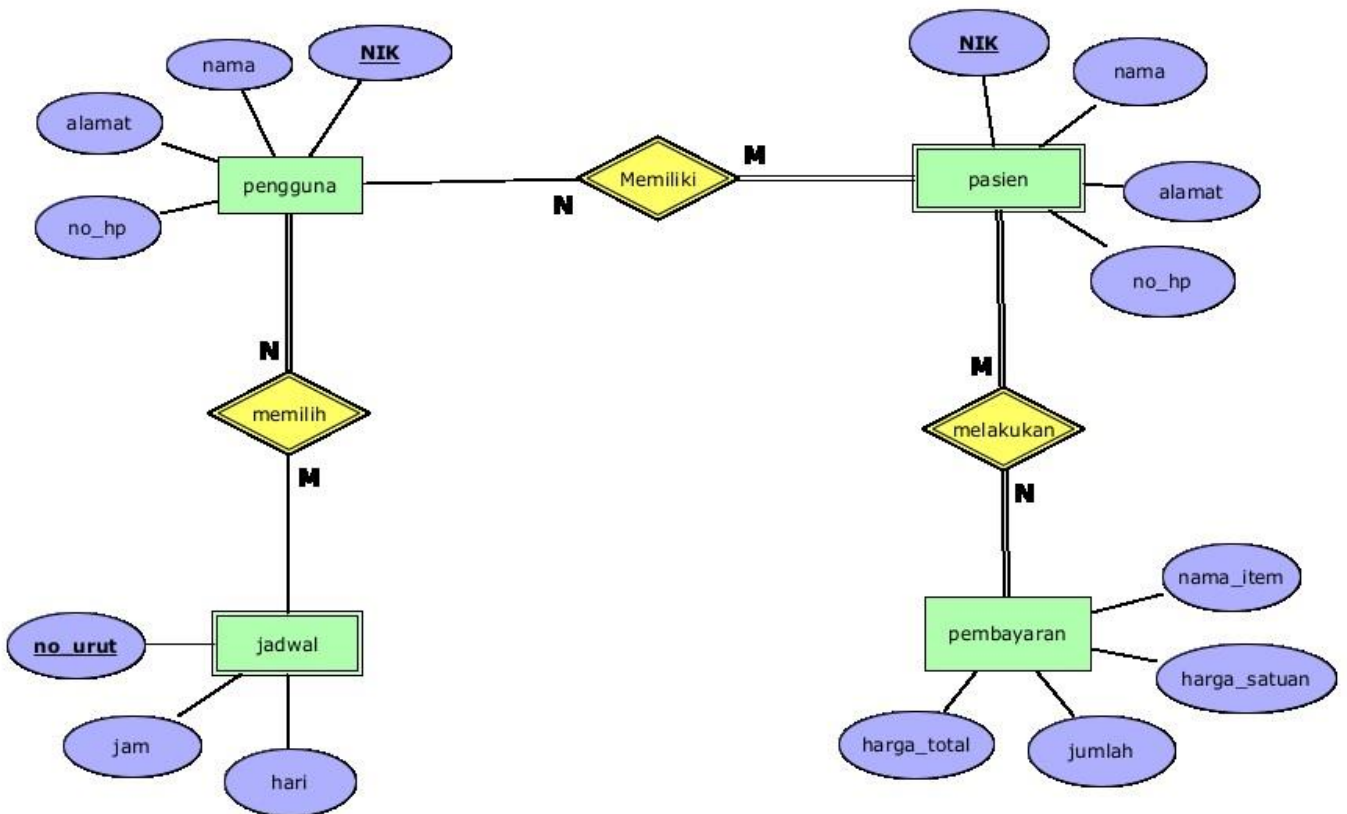 nama
NIK
alamat
no_hp
pengguna
N
Memiliki
M
NIK
nama
pasien
alamat
no_hp
N
memilih
M
M
melakukan
N
no_urut
jadwal
jam
hari
pembayaran
nama_item
harga_satuan
harga_total
jumlah